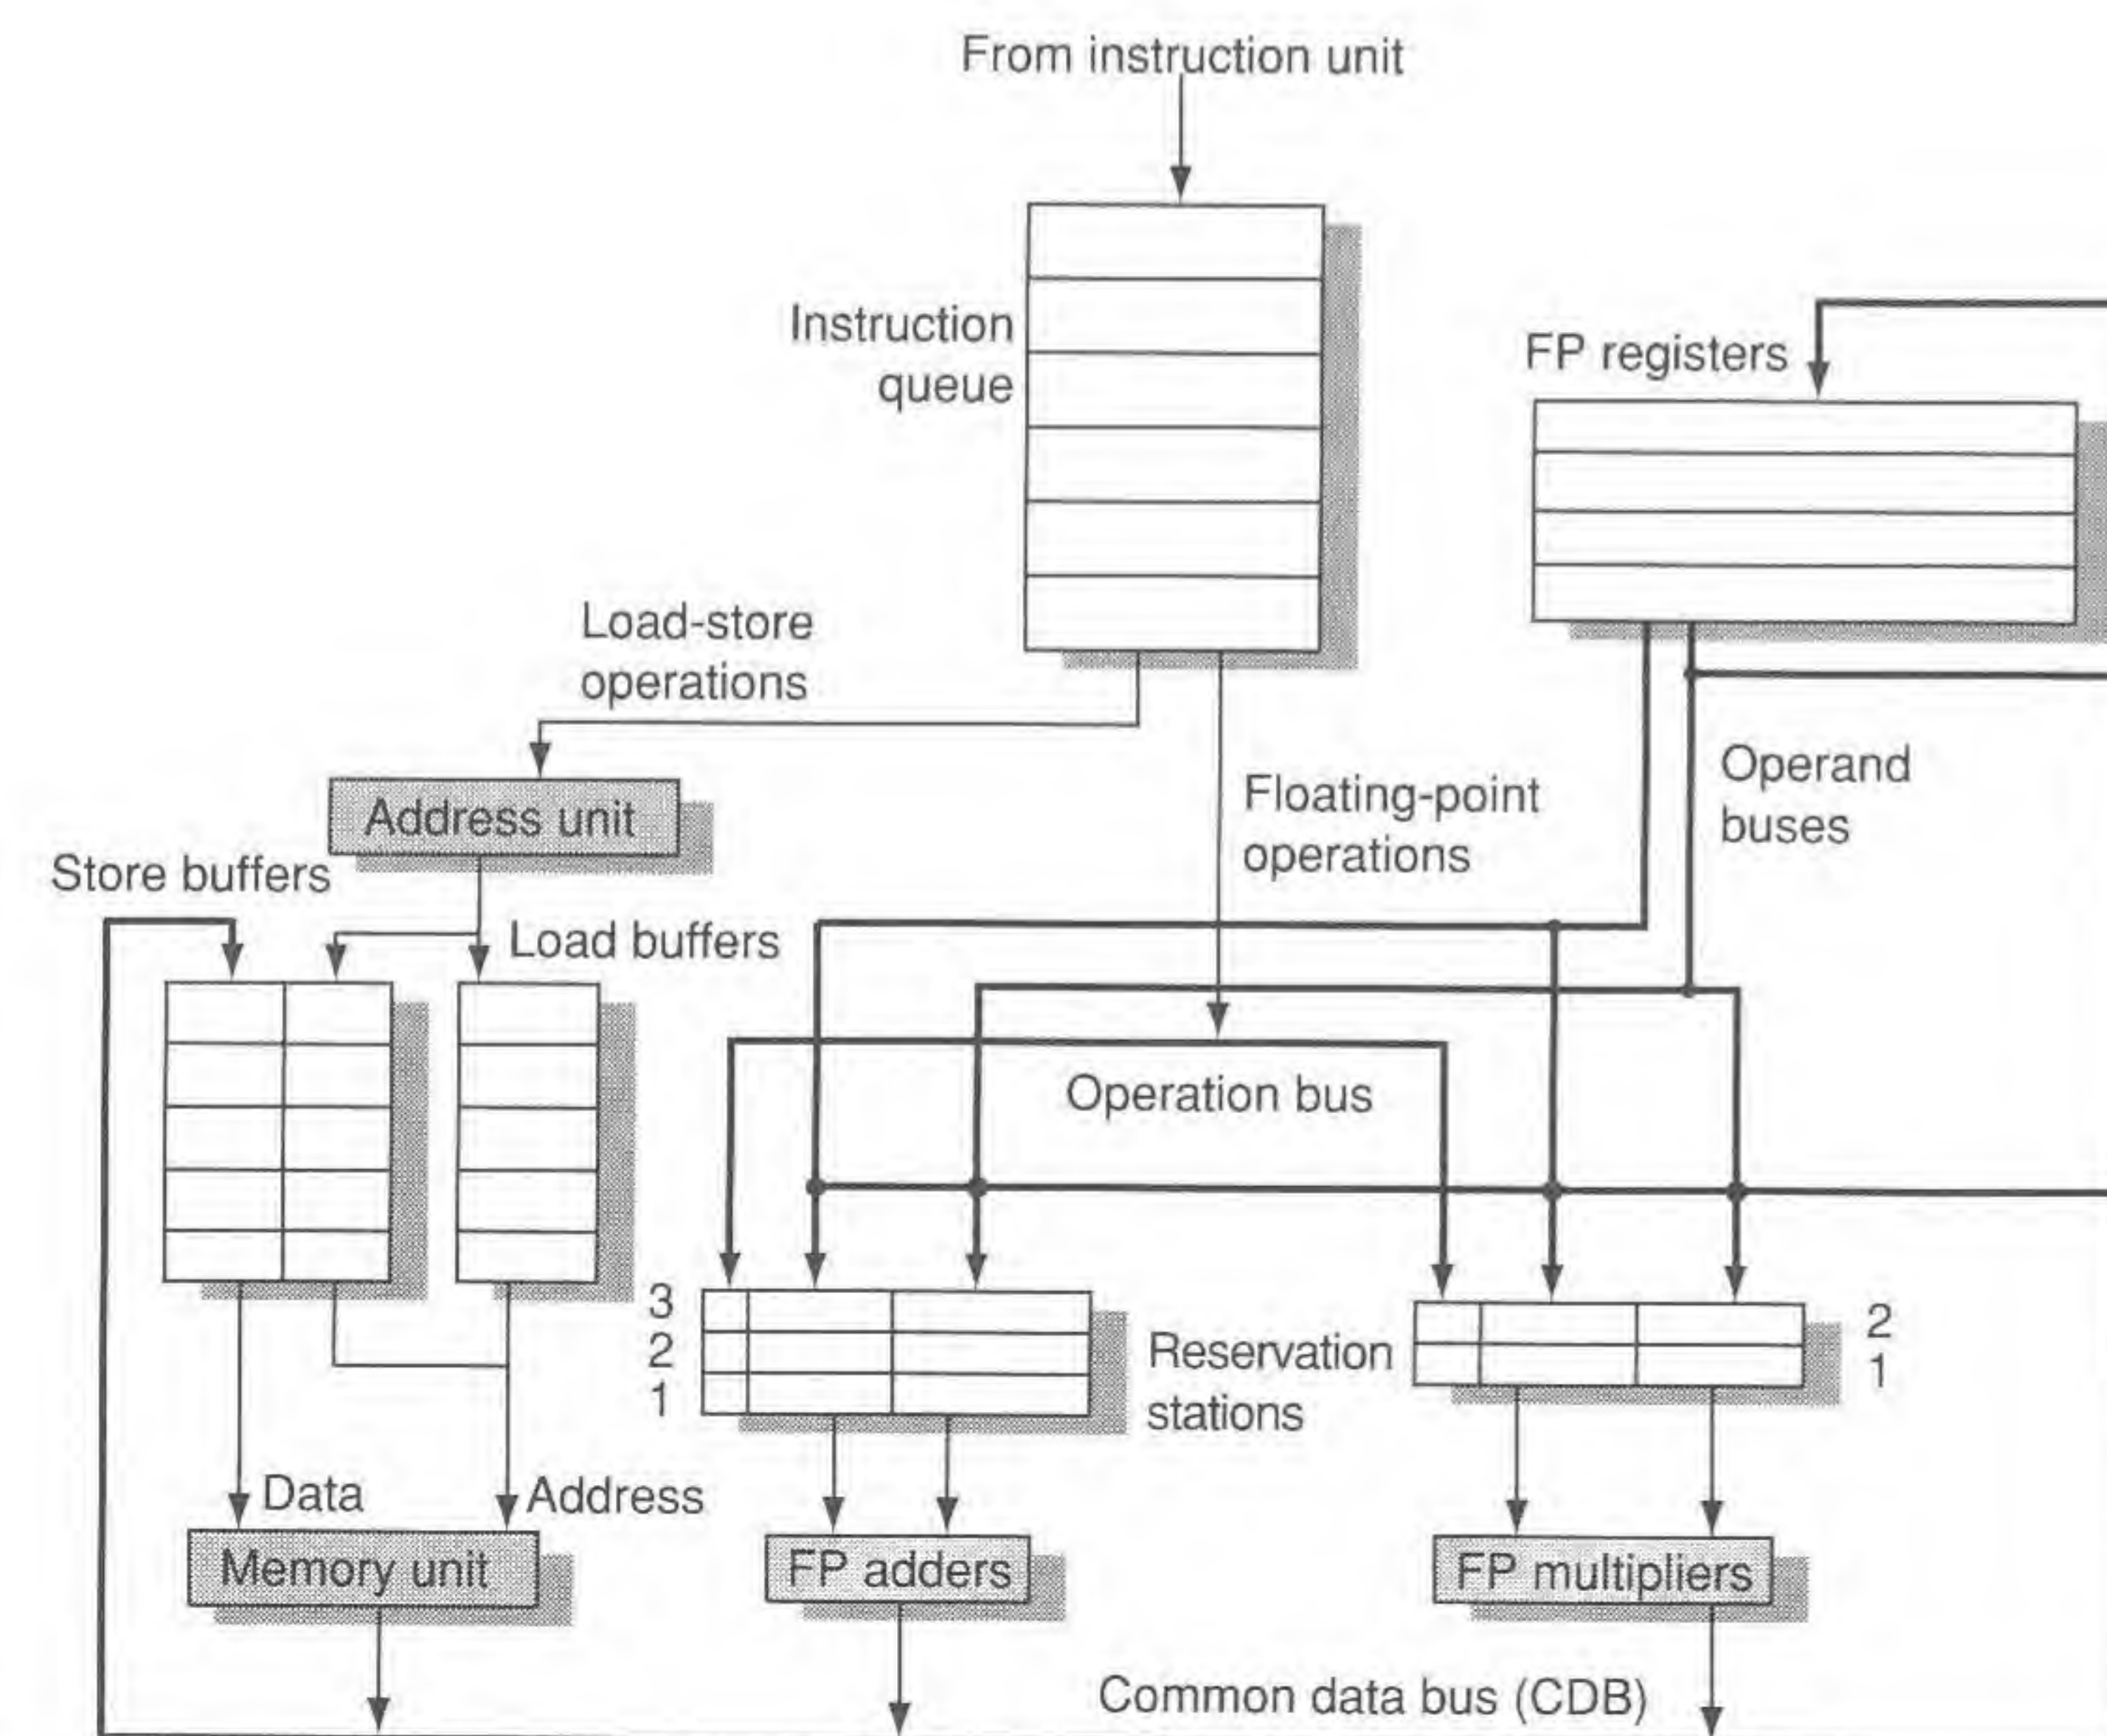 From instruction unit
Instruction
queue
FP registers
Load-store
operations
Operand
buses
Address unit
Floating-point
operations
Store buffers
Load buffers
Operation bus
3
2
1
Reservation
stations
2
1
Data
Address
Memory unit
FP adders
FP multipliers
Common data bus (CDB)